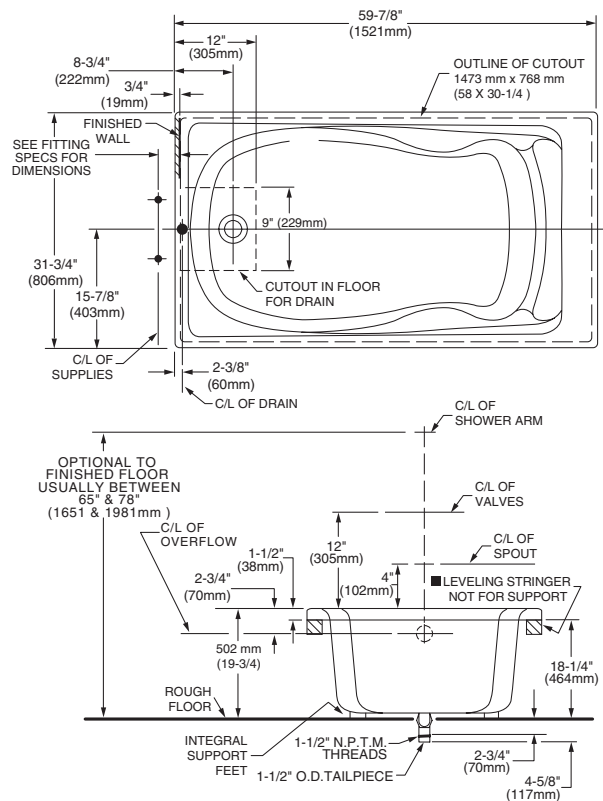 59-7/8"
(1521mm)
12"
(305mm)
8-3/4"
(222mm)
3/4"
(19mm)
OUTLINE OF CUTOUT
1473 mm x 768 mm
(58 X 30-1/4 )
FINISHED
WALL
SEE FITTING
SPECS FOR
DIMENSIONS
9" (229mm)
31-3/4"
(806mm)
15-7/8"
(403mm)
CUTOUT IN FLOOR
FOR DRAIN
C/L OF
SUPPLIES
2-3/8"
(60mm)
C/L OF DRAIN
C/L OF
SHOWER ARM
OPTIONAL TO
FINISHED FLOOR
USUALLY BETWEEN
65" & 78"
(1651 & 1981mm )
C/L OF
VALVES
C/L OF
OVERFLOW
12"
(305mm)
C/L OF
SPOUT
1-1/2"
(38mm)
4"
(102mm)
2-3/4"
(70mm)
■LEVELING STRINGER
NOT FOR SUPPORT
502 mm
(19-3/4)
18-1/4"
(464mm)
ROUGH
FLOOR
INTEGRAL
SUPPORT
FEET
1-1/2" N.P.T.M.
THREADS
1-1/2" O.D.TAILPIECE
2-3/4"
(70mm)
4-5/8"
(117mm)